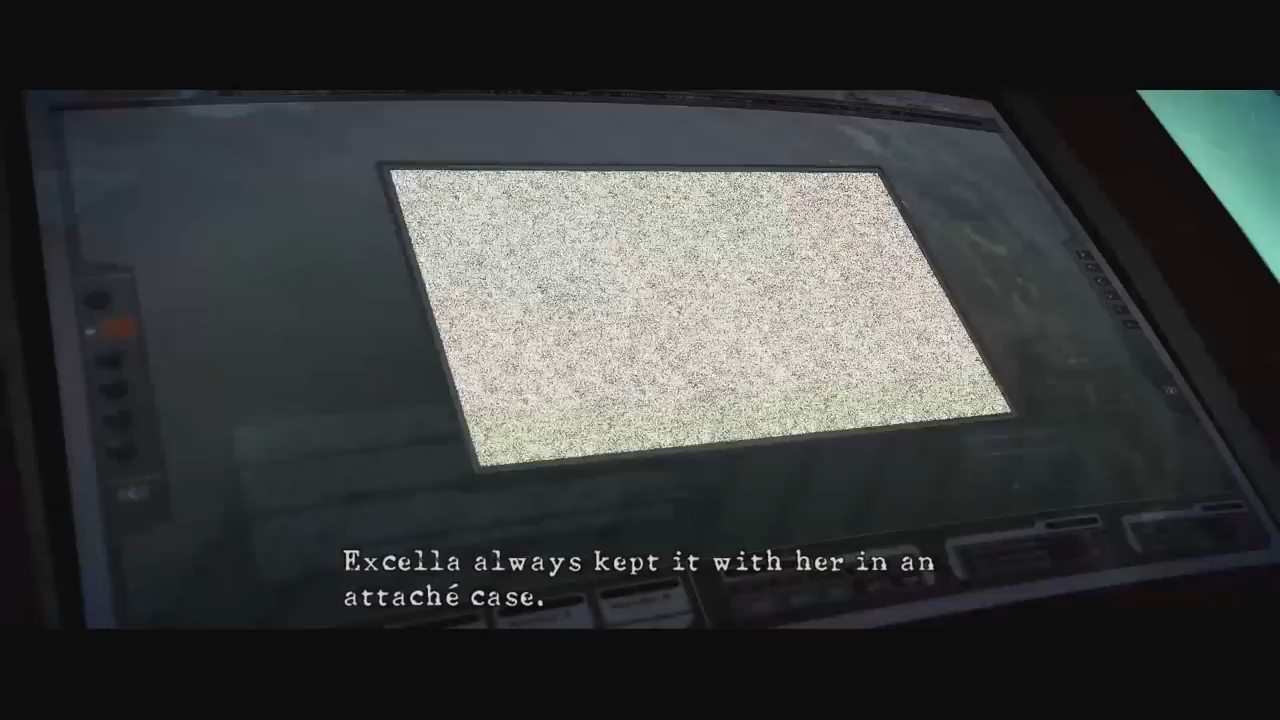 Excella always kept it with her in an
attaché case.